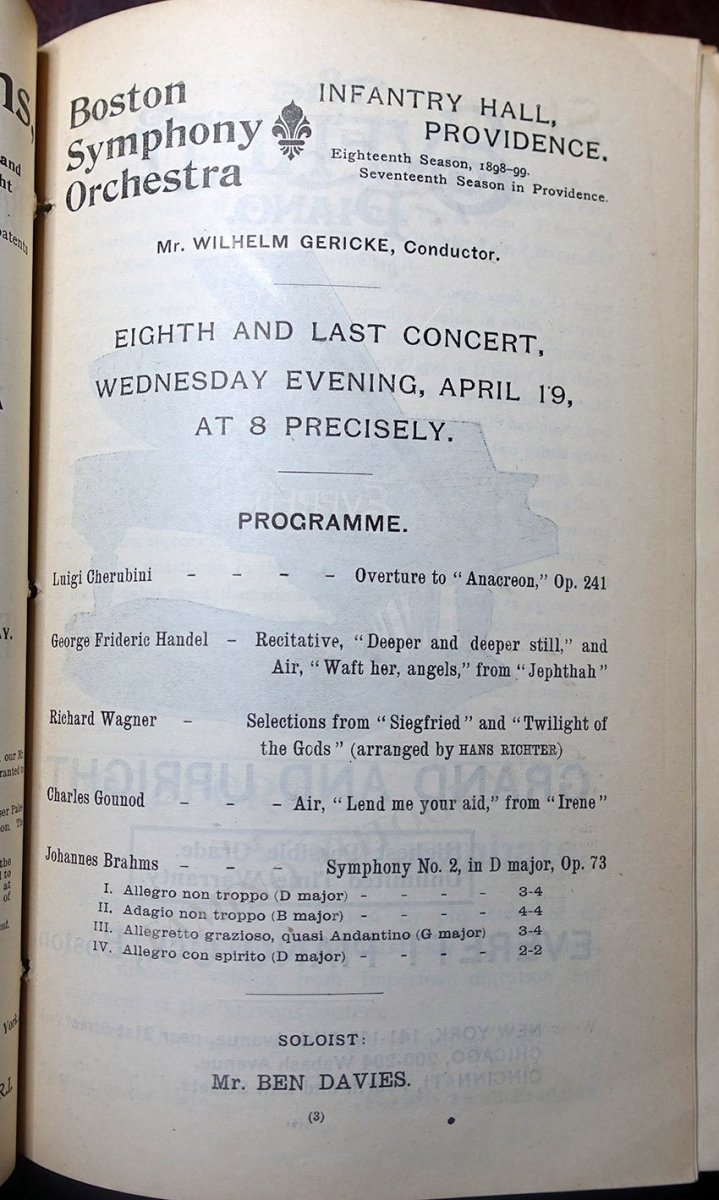 Boston
Symphony
Orchestra
INFANTRY HALL,
PROVIDENCE.
Eighteenth Season, 1898-99.
Seventeenth Season in Providence.
Mr. WILHELM GERICKE, Conductor.
EIGHTH AND LAST CONCERT,
WEDNESDAY EVENING, APRIL 19,
AT 8 PRECISELY.
PROGRAMME.
Luigi Cherubini - - - - Overture to "Anacreon," Op. 241
George Frideric Handel - Recitative, "Deeper and deeper still," and
Air, "Waft her, angels," from "Jephthah"
Richard Wagner - Selections from "Siegfried" and "Twilight of
the Gods" (arranged by HANS RICHTER)
Charles Gounod - - - Air, "Lend me your aid," from "Irene"
Johannes Brahms - - - Symphony No. 2, in D major, Op. 73
I. Allegro non troppo (D major) - - - - 3-4
II. Adagio non troppo (B major) - - - - 4-4
III. Allegretto grazioso, quasi Andantino (G major) 3-4
IV. Allegro con spirito (D major) - - - - 2-2
SOLOIST:
Mr. BEN DAVIES.
(3)